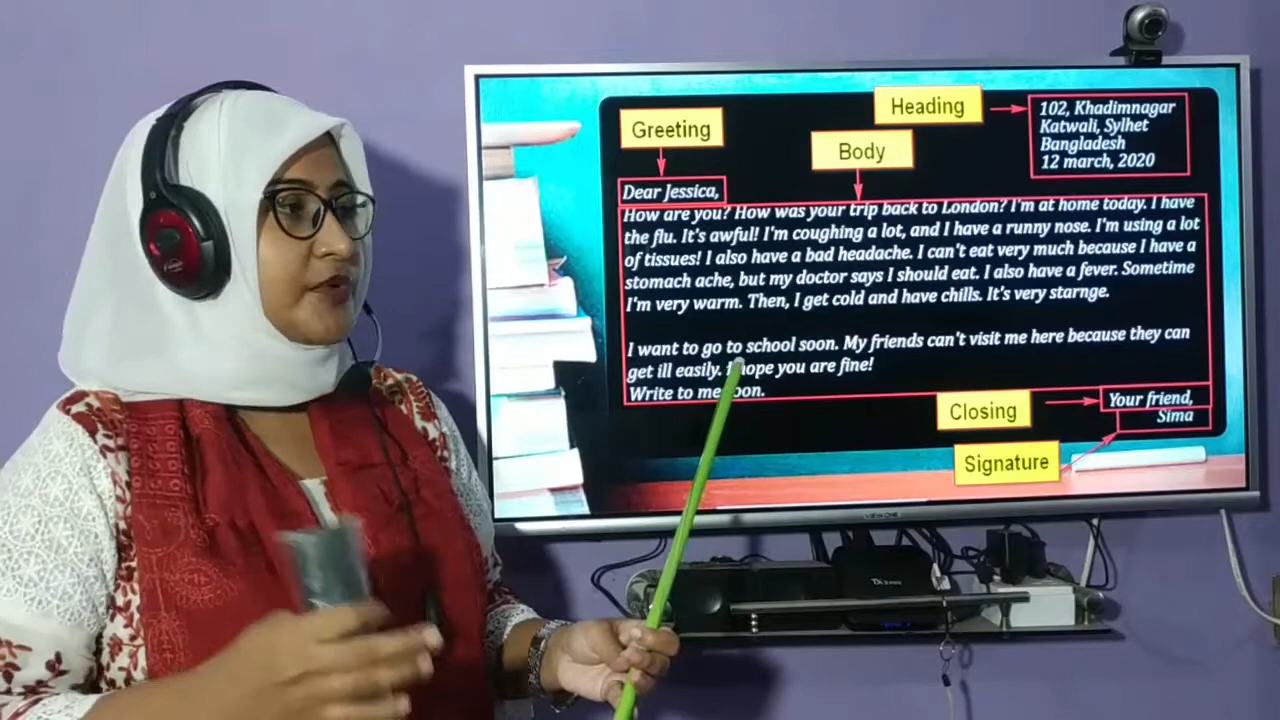 Heading
102, Khadimnagar
Katwali, Sylhet
Bangladesh
12 march, 2020
Greeting
Body
Dear Jessica,
How are you? How was your trip back to London? I'm at home today. I have
the flu. It's awful! I'm coughing a lot, and I have a runny nose. I'm using a lot
of tissues! I also have a bad headache. I can't eat very much because I have a
stomach ache, but my doctor says I should eat. I also have a fever. Sometime
I'm very warm. Then, I get cold and have chills. It's very starnge.
I want to go to school soon. My friends can't visit me here because they can
get ill easily. I hope you are fine!
Write to me soon.
Closing
Your friend,
Sima
Signature